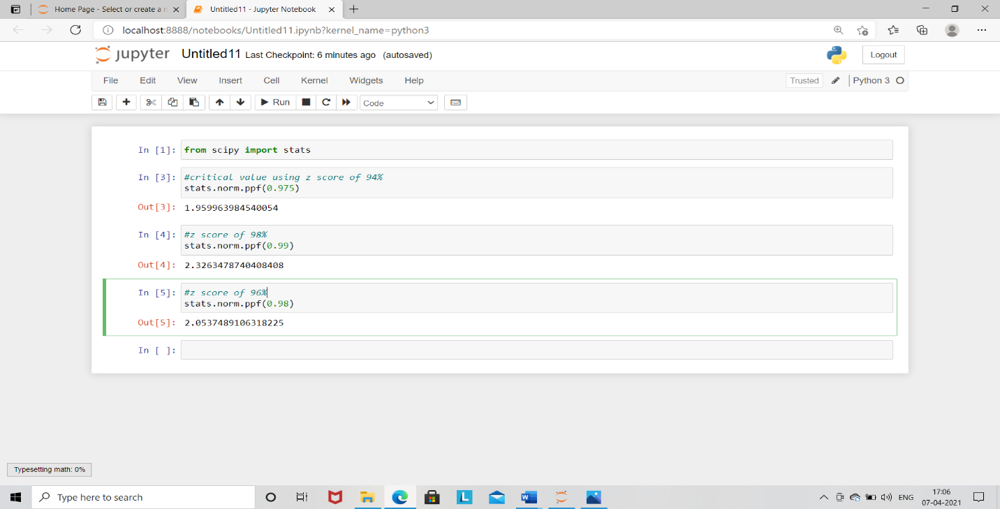 Home Page - Select or create a n
Untitled11 - Jupyter Notebook
localhost:8888/notebooks/Untitled11.ipynb?kernel_name=python3
jupyter Untitled11 Last Checkpoint: 6 minutes ago (autosaved)
Logout
File Edit View Insert Cell Kernel Widgets Help
Trusted
Python 3
Run
Code
In [1]: from scipy import stats
In [3]: #critical value using z score of 94%
stats.norm.ppf(0.975)
Out[3]: 1.959963984540054
In [4]: #z score of 98%
stats.norm.ppf(0.99)
Out[4]: 2.3263478740408408
In [5]: #z score of 96%
stats.norm.ppf(0.98)
Out[5]: 2.0537489106318225
In [ ]:
Typesetting math: 0%
Type here to search
L
W
ENG
17:06
07-04-2021